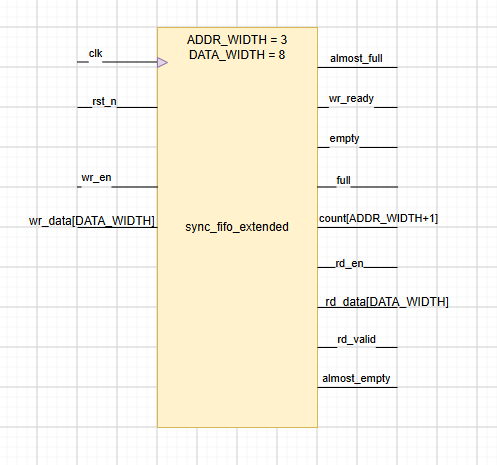 ADDR_WIDTH = 3
DATA_WIDTH = 8
clk
rst_n
wr_en
wr_data[DATA_WIDTH]
sync_fifo_extended
almost_full
wr_ready
empty
full
count[ADDR_WIDTH+1]
rd_en
rd_data[DATA_WIDTH]
rd_valid
almost_empty